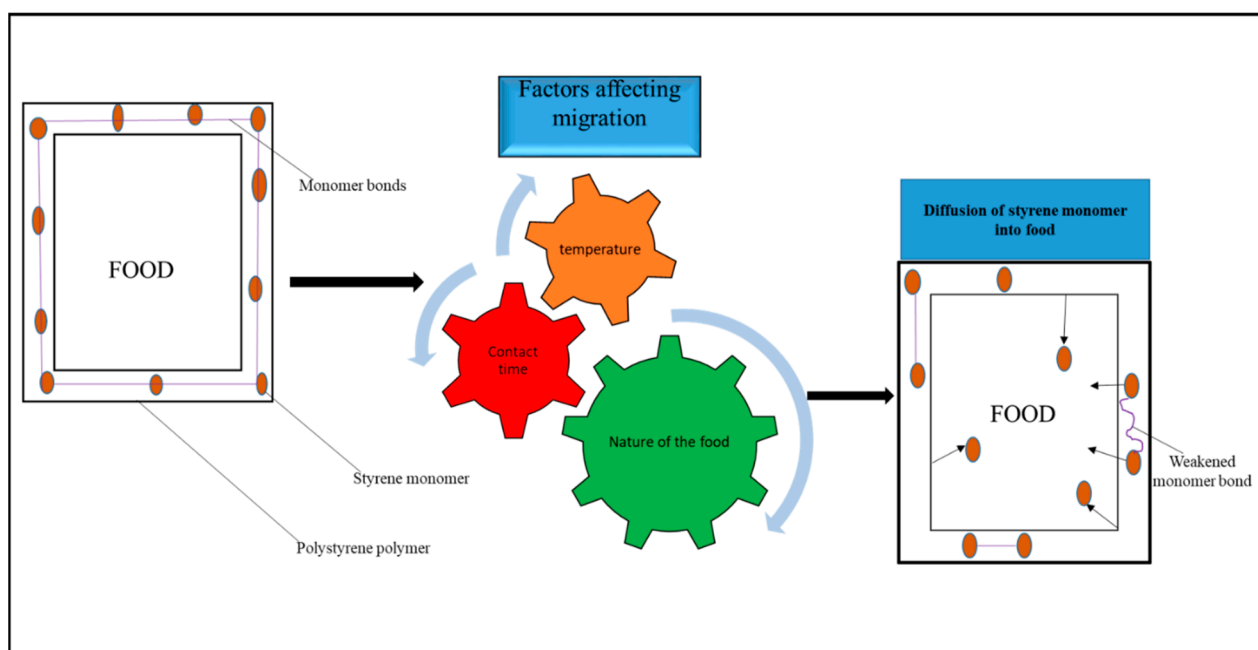 Factors affecting
migration
Monomer bonds
FOOD
Styrene monomer
Polystyrene polymer
temperature
Contact
time
Nature of the food
Diffusion of styrene monomer
into food
FOOD
Weakened
monomer bond